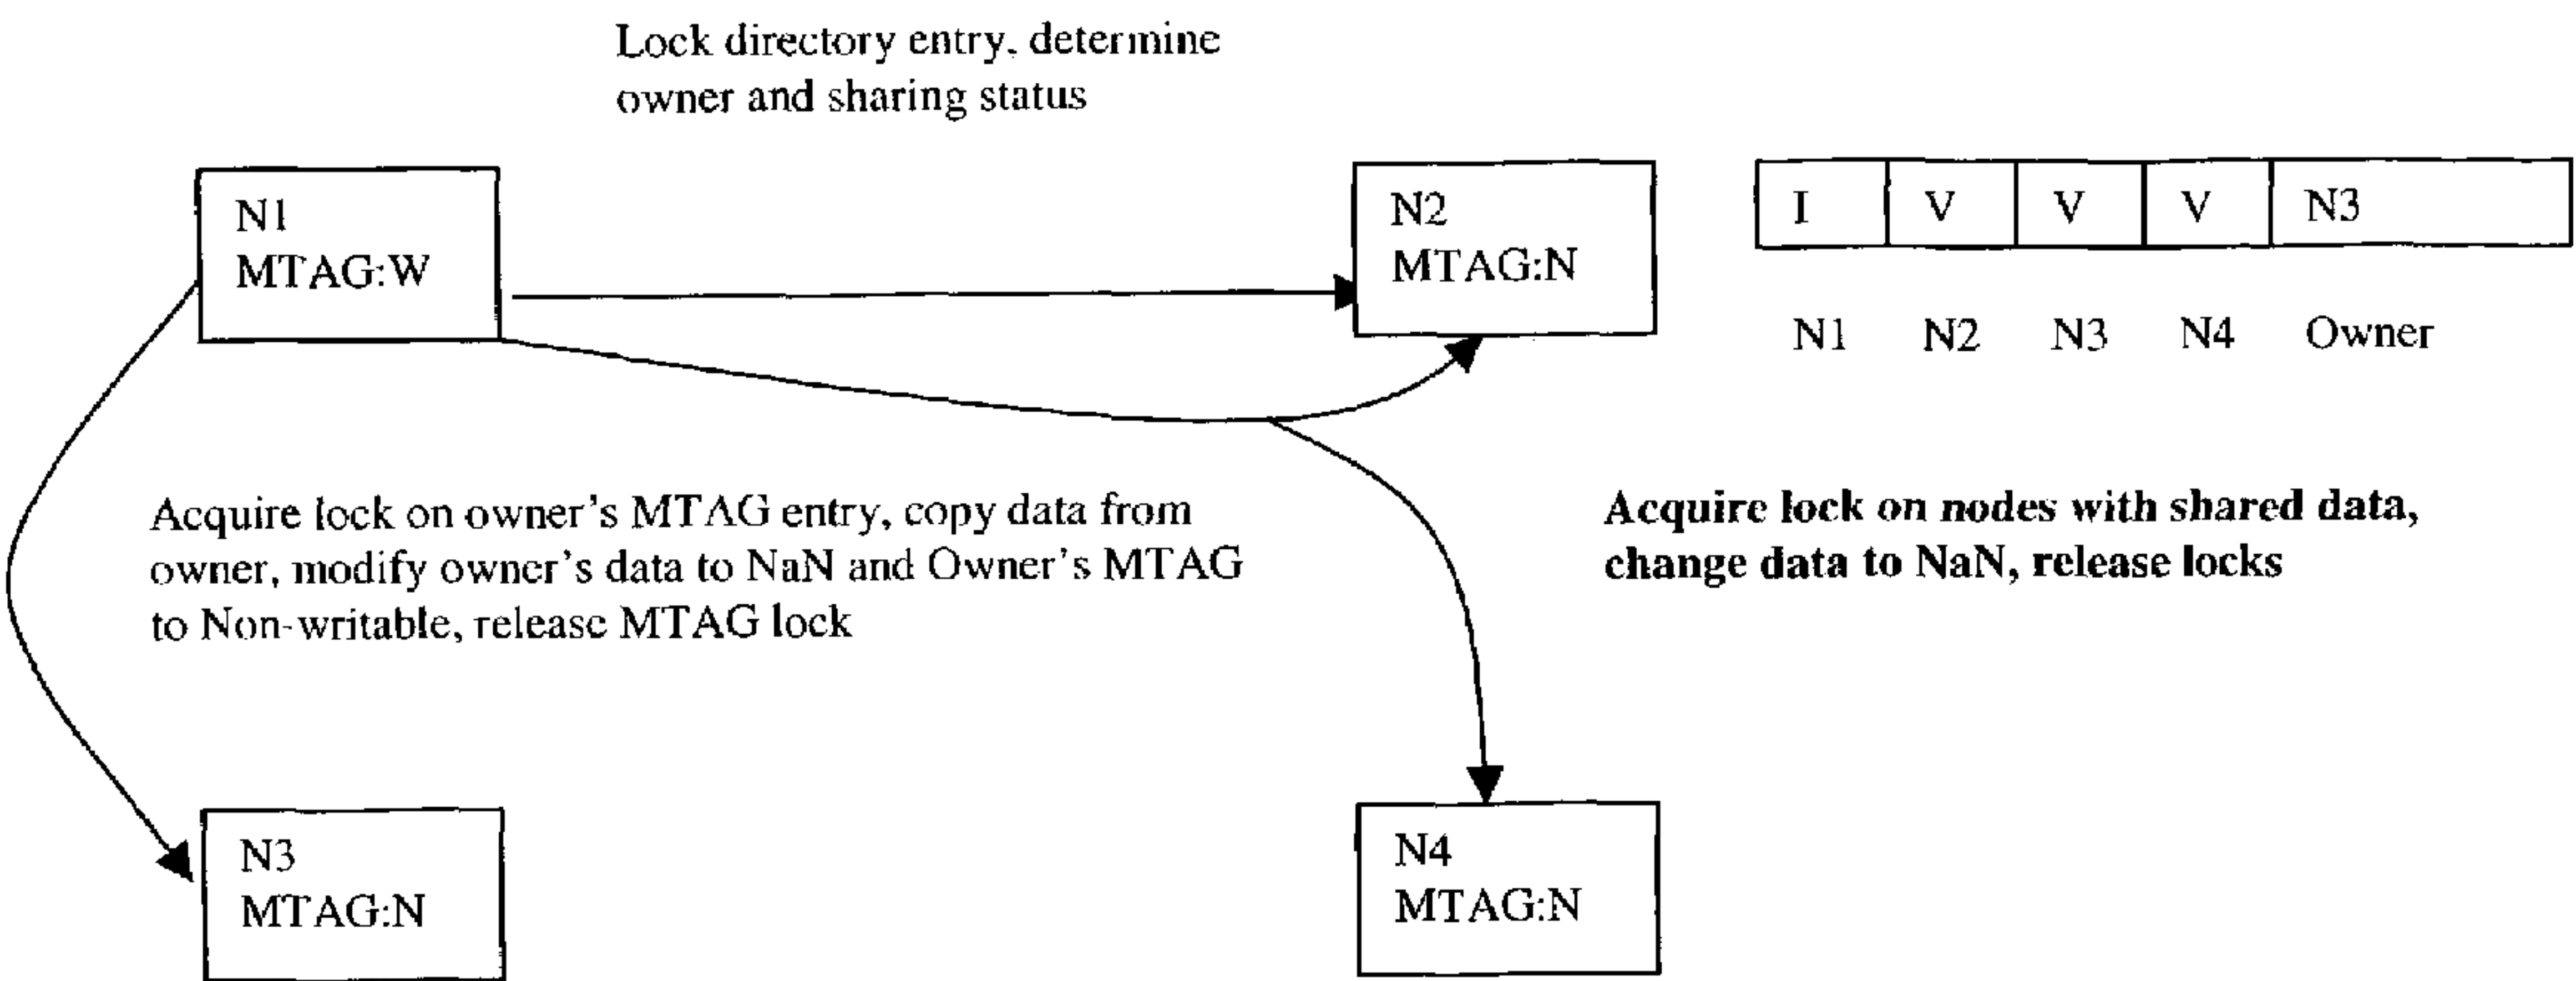 Lock directory entry, determine
owner and sharing status
N1
MTAG:W
N2
MTAG:N
I V V V N3
N1 N2 N3 N4 Owner
Acquire lock on owner's MTAG entry, copy data from
owner, modify owner's data to NaN and Owner's MTAG
to Non-writable, release MTAG lock
Acquire lock on nodes with shared data,
change data to NaN, release locks
N3
MTAG:N
N4
MTAG:N